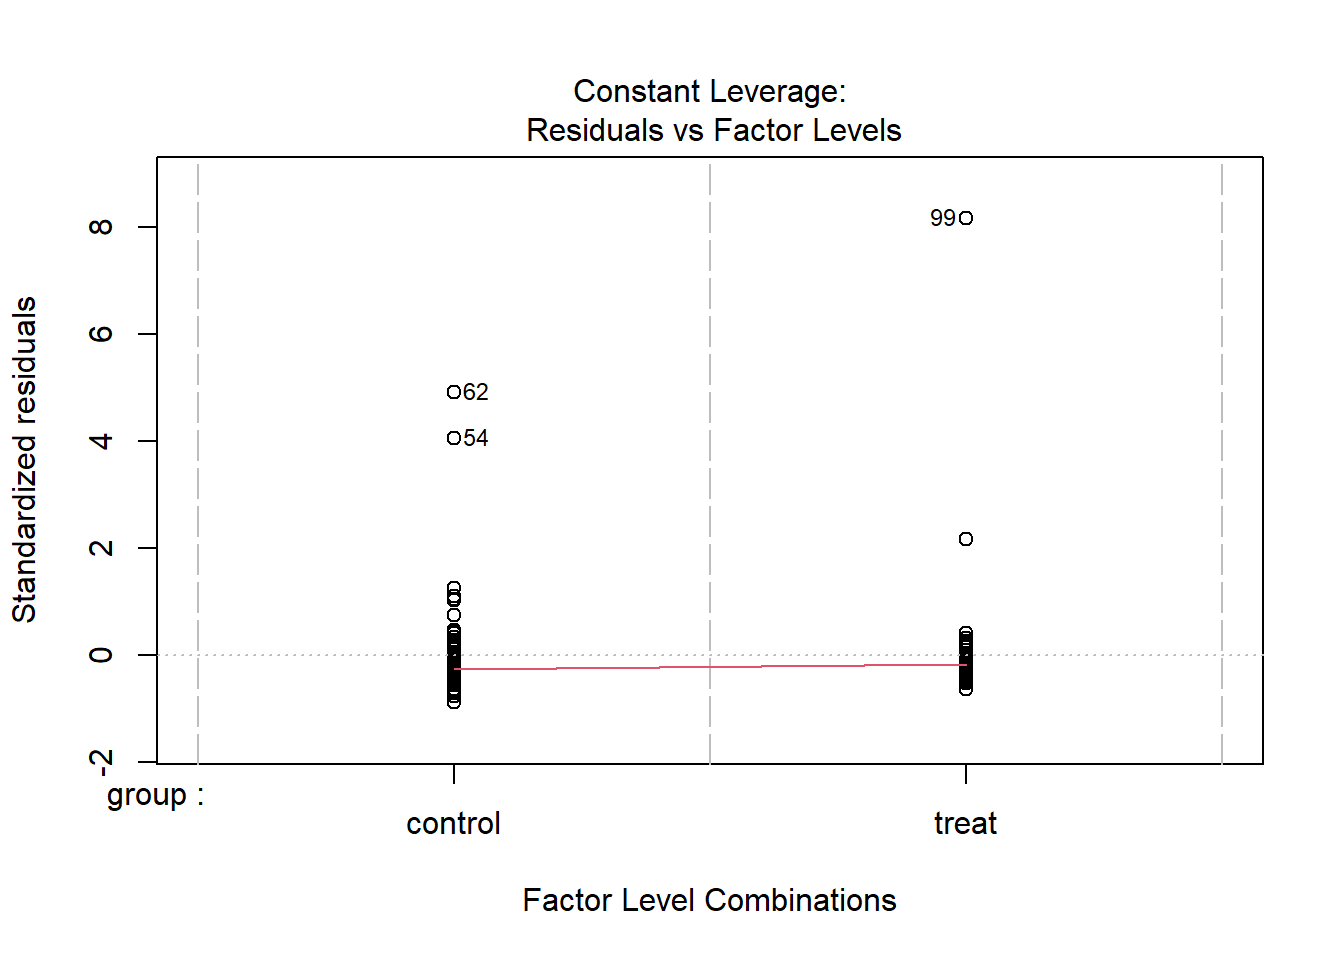 Constant Leverage:
Residuals vs Factor Levels
Standardized residuals
8
6
4
2
0
-2
99
62
54
group :
control
treat
Factor Level Combinations